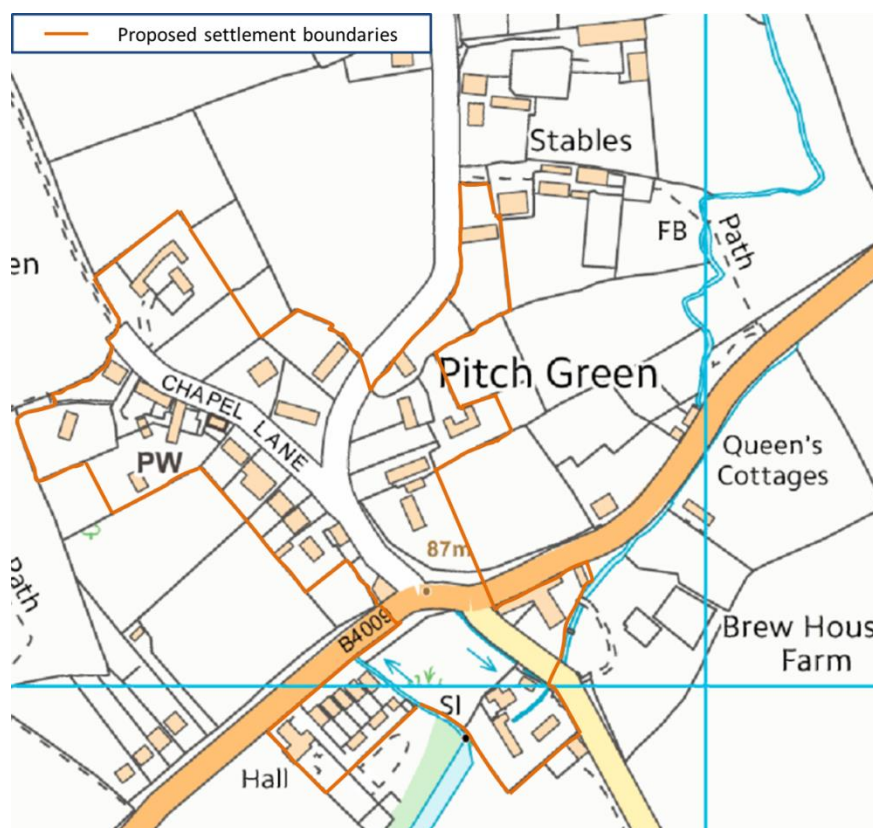 Proposed settlement boundaries
Stables
FB
Path
en
Pitch Green
CHAPEL
LANE
PW
Queen's
Cottages
87m
Path
B4009
Brew Hous
Farm
SI
Hall